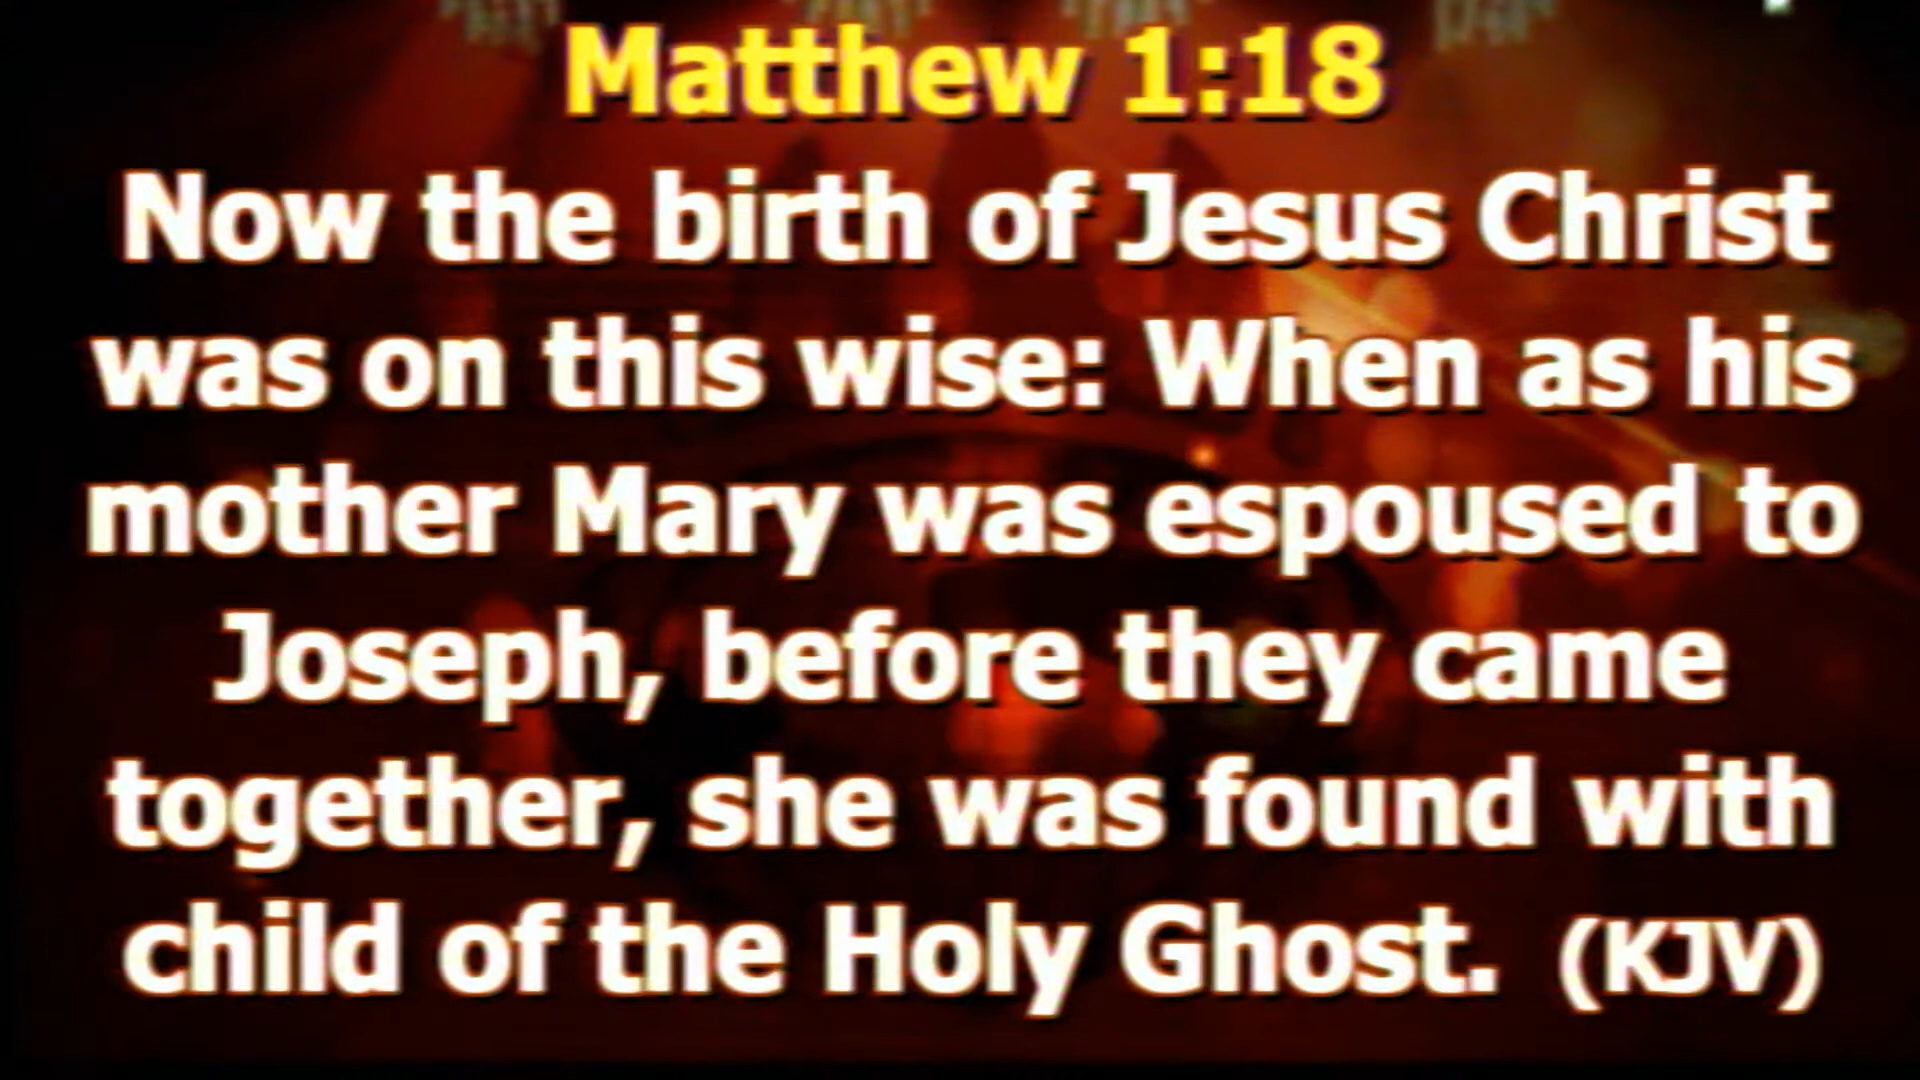 Matthew 1:18
Now the birth of Jesus Christ
was on this wise: When as his
mother Mary was espoused to
Joseph, before they came
together, she was found with
child of the Holy Ghost. (KJV)